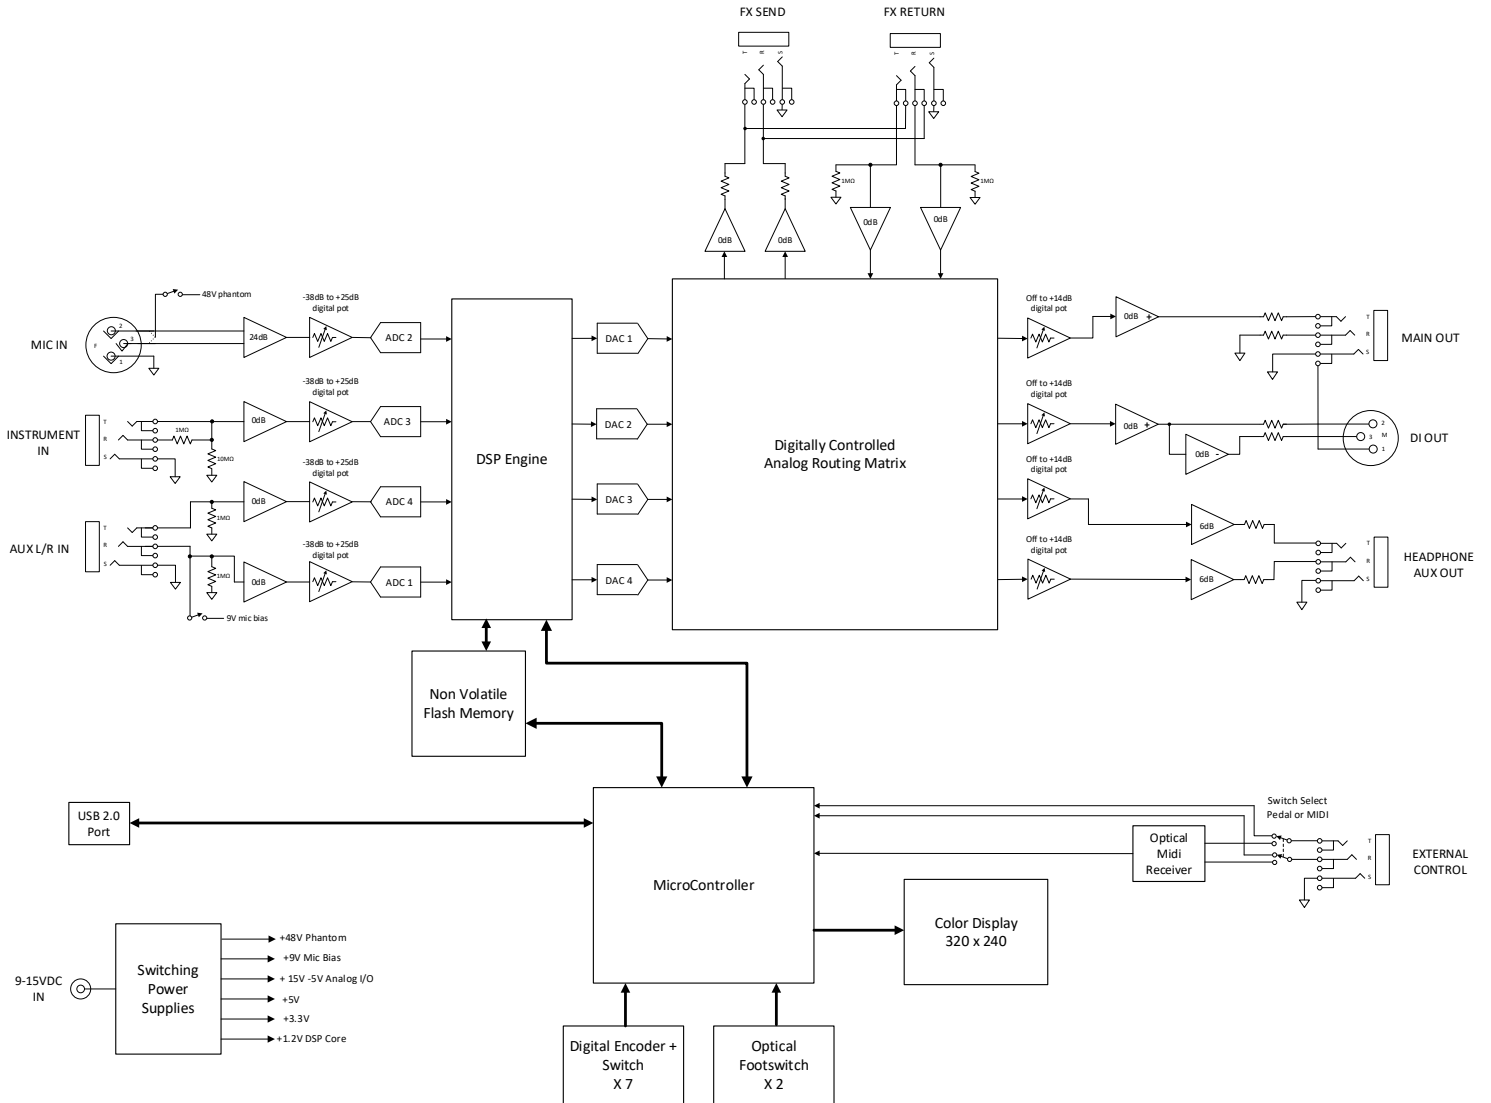 FX SEND
FX RETURN
T
R
S
T
R
S
1MΩ
1MΩ
0dB
0dB
0dB
0dB
48V phantom
MIC IN
F
2
3
1
24dB
-38dB to +25dB
digital pot
ADC 2
INSTRUMENT
IN
T
R
S
1MΩ
10MΩ
0dB
-38dB to +25dB
digital pot
ADC 3
AUX L/R IN
T
R
S
1MΩ
0dB
-38dB to +25dB
digital pot
ADC 4
1MΩ
0dB
-38dB to +25dB
digital pot
ADC 1
9V mic bias
DSP Engine
DAC 1
DAC 2
DAC 3
DAC 4
Digitally Controlled
Analog Routing Matrix
Off to +14dB
digital pot
0dB +
T
R
S
MAIN OUT
Off to +14dB
digital pot
0dB +
0dB -
2
M
3
1
DI OUT
Off to +14dB
digital pot
6dB
Off to +14dB
digital pot
6dB
T
R
S
HEADPHONE
AUX OUT
Non Volatile
Flash Memory
USB 2.0
Port
MicroController
Switch Select
Pedal or MIDI
Optical
Midi
Receiver
T
R
S
EXTERNAL
CONTROL
Color Display
320 x 240
9-15VDC
IN
Switching
Power
Supplies
+48V Phantom
+9V Mic Bias
+ 15V -5V Analog I/O
+5V
+3.3V
+1.2V DSP Core
Digital Encoder +
Switch
X 7
Optical
Footswitch
X 2